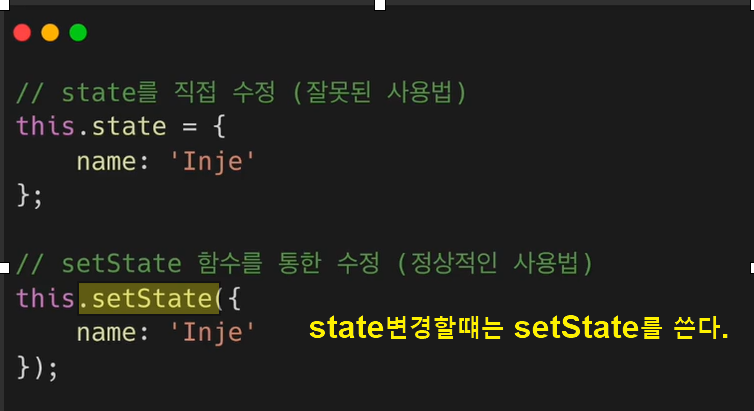 // state를 직접 수정 (잘못된 사용법)
this.state = {
    name: 'Inje'
};
// setState 함수를 통한 수정 (정상적인 사용법)
this.setState({
    name: 'Inje'
});
state변경할떄는 setState를 쓴다.